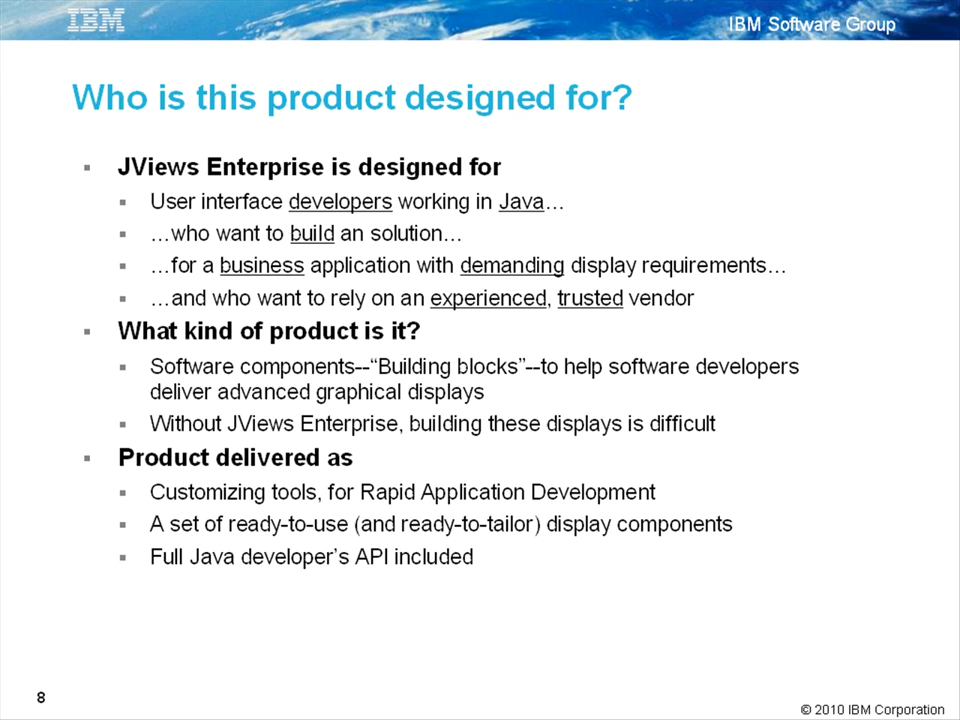 IBM
IBM Software Group
Who is this product designed for?
▪ JViews Enterprise is designed for
▪ User interface developers working in Java…
▪ …who want to build an solution…
▪ …for a business application with demanding display requirements…
▪ …and who want to rely on an experienced, trusted vendor
▪ What kind of product is it?
▪ Software components--“Building blocks”--to help software developers
deliver advanced graphical displays
▪ Without JViews Enterprise, building these displays is difficult
▪ Product delivered as
▪ Customizing tools, for Rapid Application Development
▪ A set of ready-to-use (and ready-to-tailor) display components
▪ Full Java developer’s API included
8
© 2010 IBM Corporation